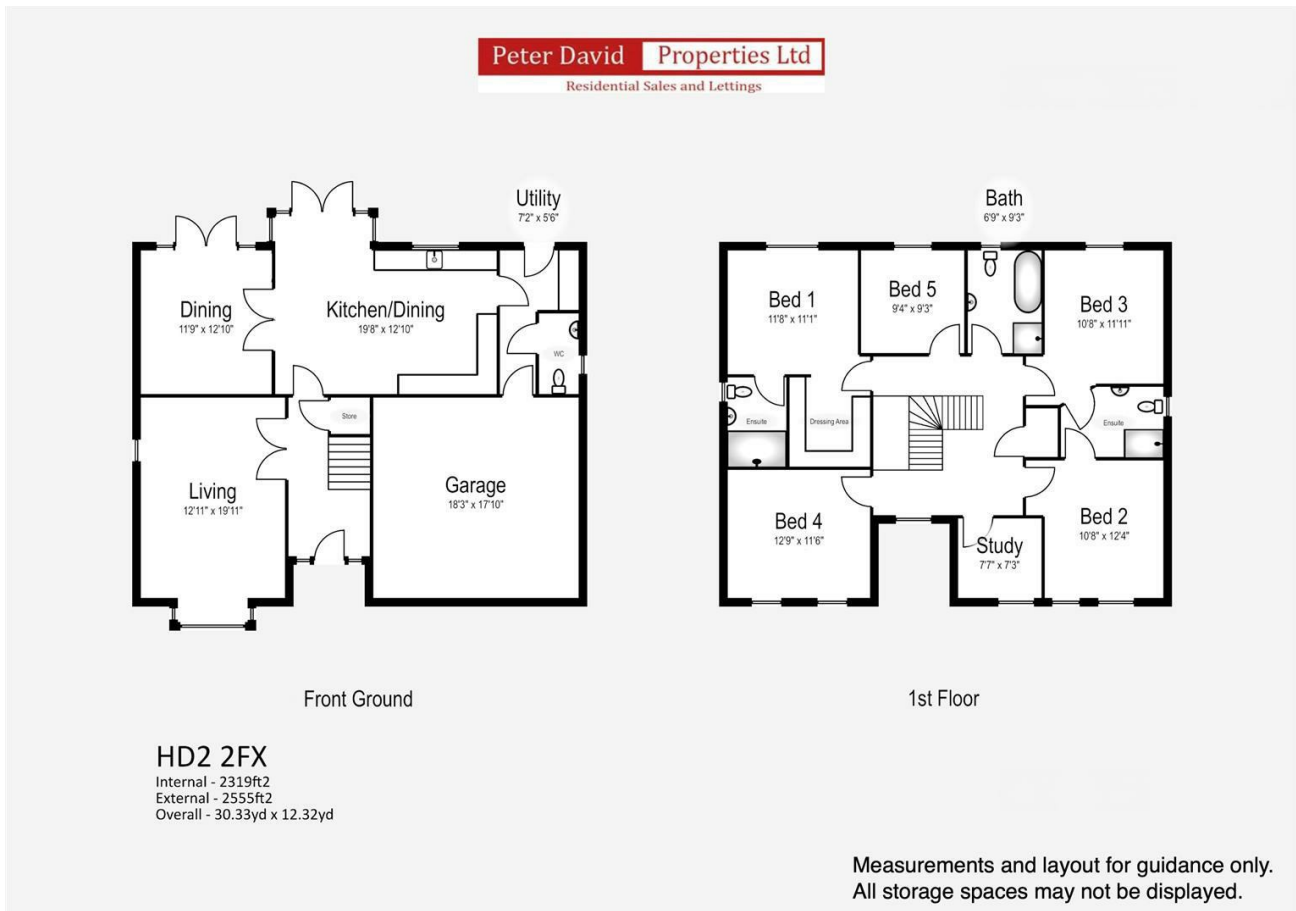 Peter David Properties Ltd
Residential Sales and Lettings
Utility
7'2" x 5'6"
Dining
11'9" x 12'10"
Kitchen/Dining
19'8" x 12'10"
WC
Store
Living
12'11" x 19'11"
Garage
18'3" x 17'10"
Front Ground
Bath
6'9" x 9'3"
Bed 1
11'8" x 11'1"
Bed 5
9'4" x 9'3"
Bed 3
10'8" x 11'11"
Ensuite
Dressing Area
Ensuite
Bed 4
12'9" x 11'6"
Study
7'7" x 7'3"
Bed 2
10'8" x 12'4"
1st Floor
HD2 2FX
Internal - 2319ft2
External - 2555ft2
Overall - 30.33yd x 12.32yd
Measurements and layout for guidance only.
All storage spaces may not be displayed.